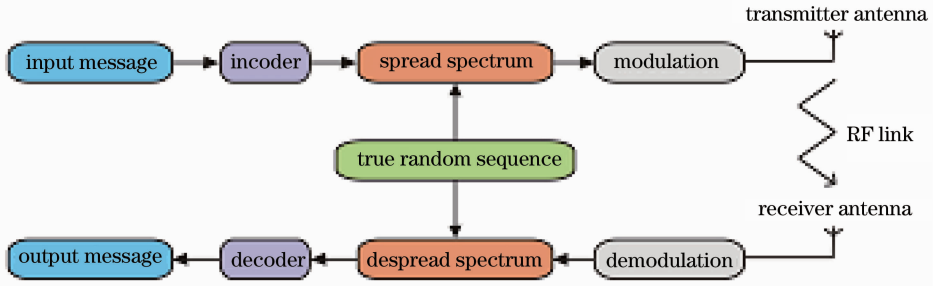 transmitter antenna
input message
incoder
spread spectrum
modulation
RF link
true random sequence
receiver antenna
output message
decoder
despread spectrum
demodulation